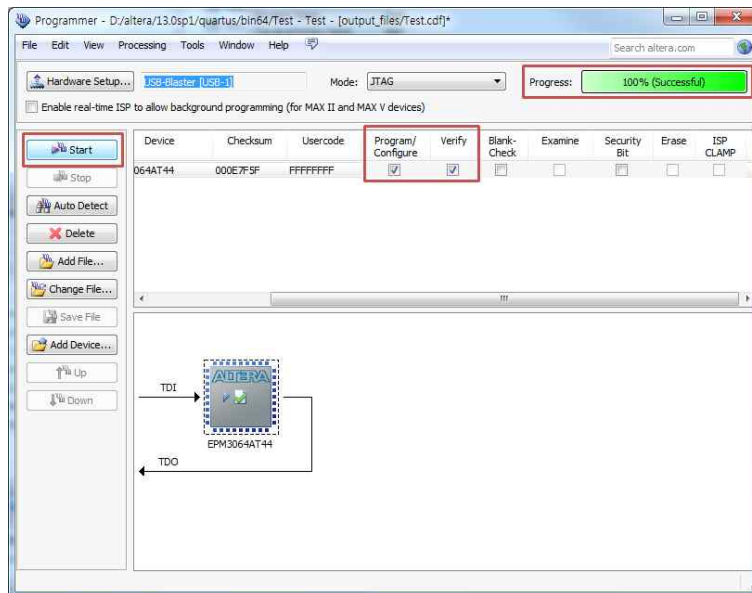 Programmer - D:/altera/13.0sp1/quartus/bin64/Test - Test - [output_files/Test.cdf]*
File Edit View Processing Tools Window Help
Search altera.com
Hardware Setup... USB-Blaster [USB-1] Mode: JTAG Progress: 100% (Successful)
Enable real-time ISP to allow background programming (for MAX II and MAX V devices)
Start
Stop
Auto Detect
Delete
Add File...
Change File...
Save File
Add Device...
Up
Down
Device Checksum Usercode Program/ Verify Blank- Examine Security Erase ISP
Configure Check Bit CLAMP
064AT44 000E7F5F FFFFFFFF
TDI
ALTERA
EPM3064AT44
TDO